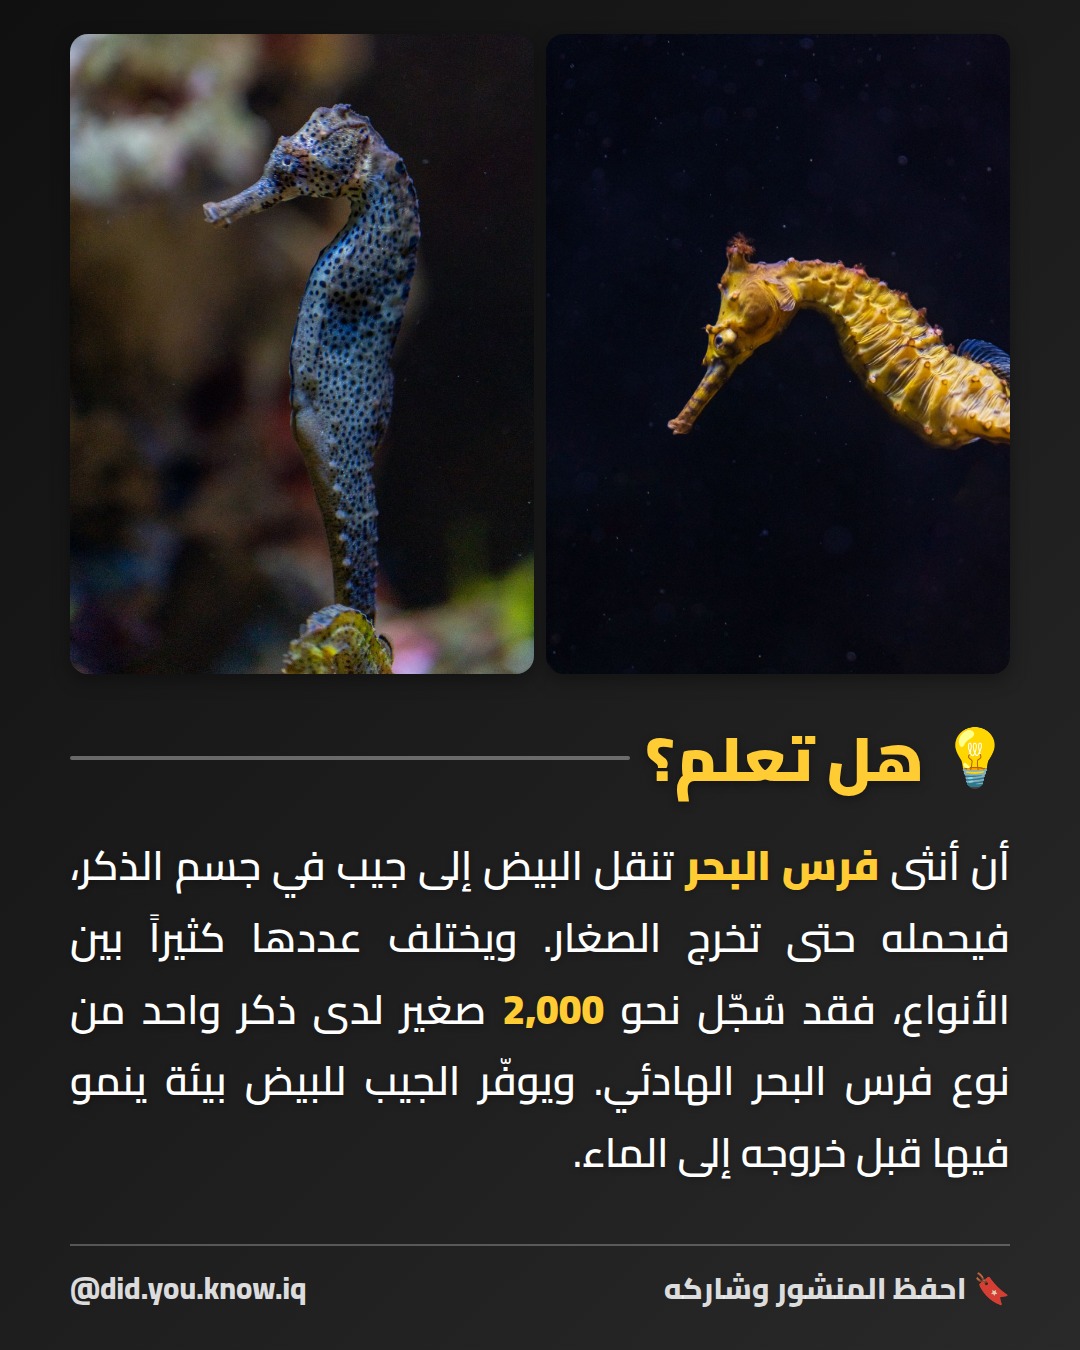 💡 هل تعلم؟
أن أنثى فرس البحر تنقل البيض إلى جيب في جسم الذكر،
فيحمله حتى تخرج الصغار. ويختلف عددها كثيراً بين
الأنواع، فقد سُجّل نحو 2,000 صغير لدى ذكر واحد من
نوع فرس البحر الهادئي. ويوفّر الجيب للبيض بيئة ينمو
فيها قبل خروجه إلى الماء.
🔖 احفظ المنشور وشاركه
@did.you.know.iq